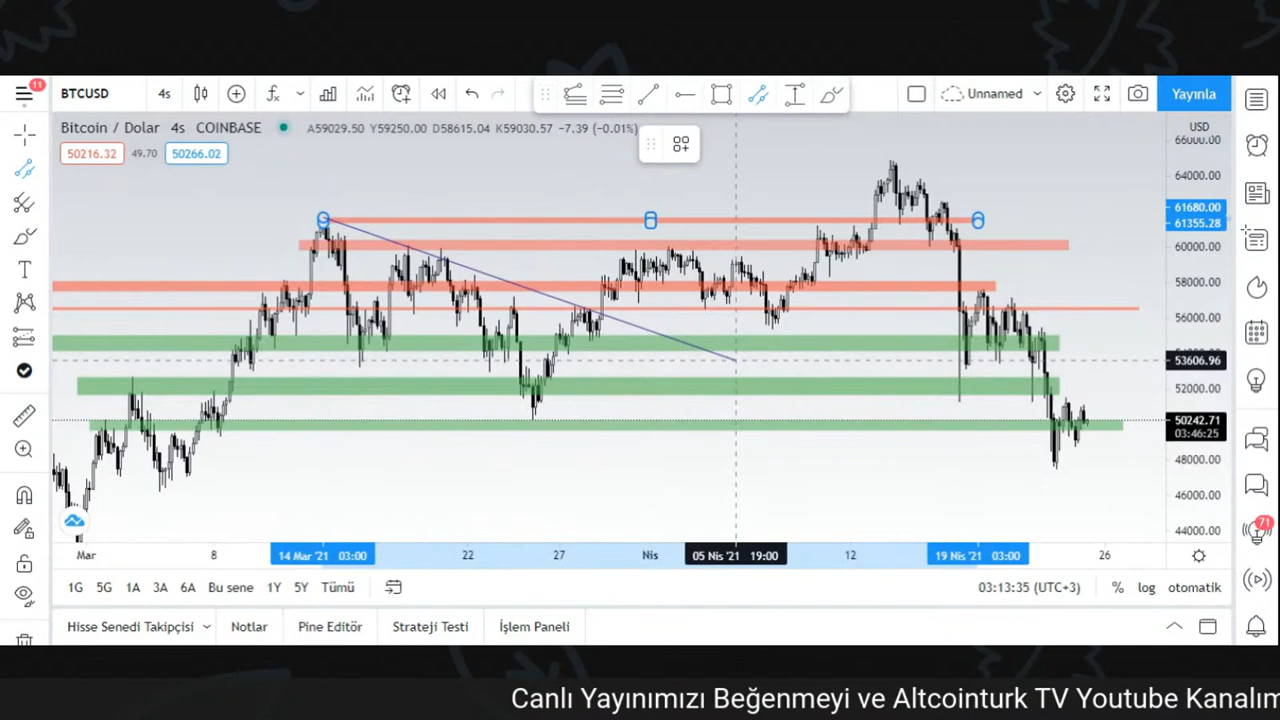 11
BTCUSD
4s
Unnamed
Yayınla
Bitcoin / Dolar 4s COINBASE
A59029.50 Y59250.00 D58615.04 K59030.57 −7.39 (−0.01%)
50216.32
49.70
50266.02
USD
66000.00
64000.00
61680.00
61355.28
60000.00
58000.00
56000.00
53606.96
52000.00
50242.71
03:46:25
48000.00
46000.00
44000.00
Mar
8
14 Mar '21 03:00
22
27
Nis
05 Nis '21 19:00
12
19 Nis '21 03:00
26
71
1G 5G 1A 3A 6A Bu sene 1Y 5Y Tümü
03:13:35 (UTC+3)
% log otomatik
Hisse Senedi Takipçisi
Notlar
Pine Editörü
Strateji Testi
İşlem Paneli
Canlı Yayınımızı Beğenmeyi ve Altcointurk TV Youtube Kanalım